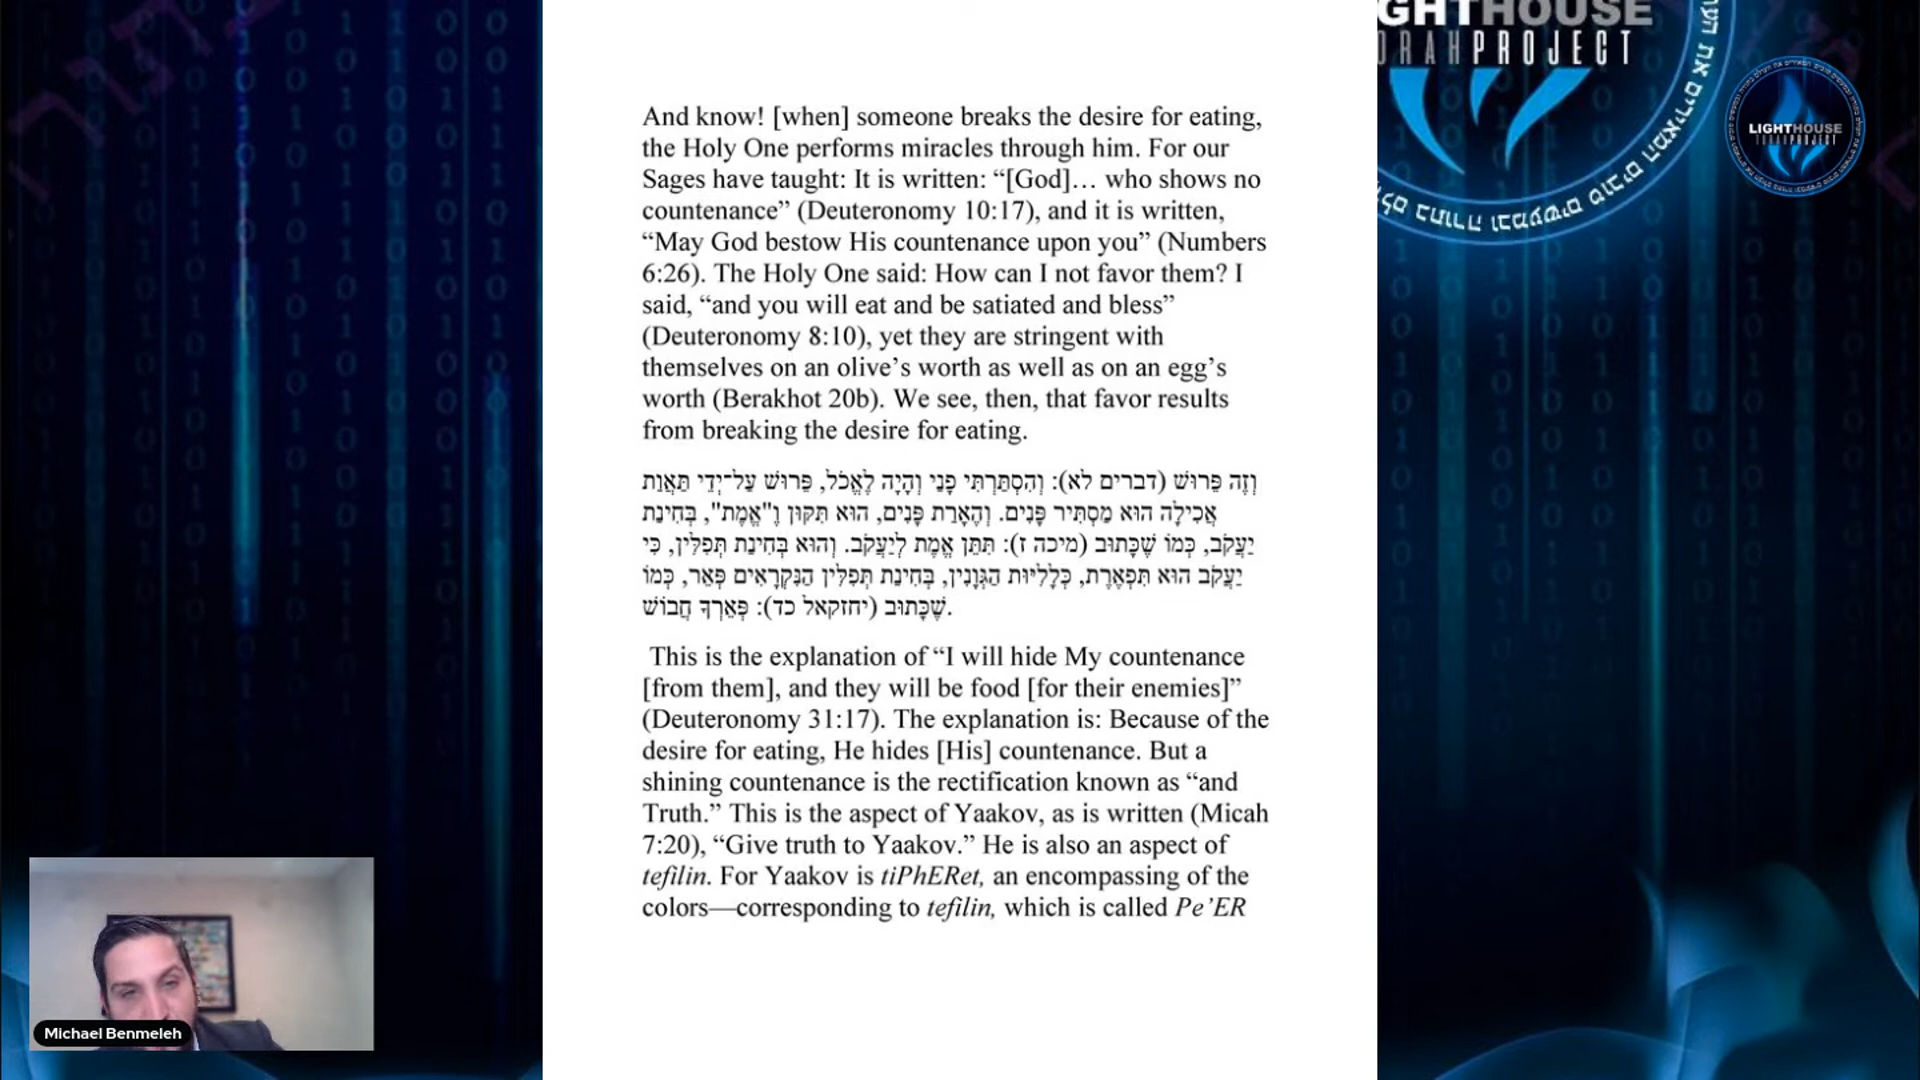 And know! [when] someone breaks the desire for eating,
the Holy One performs miracles through him. For our
Sages have taught: It is written: “[God]… who shows no
countenance” (Deuteronomy 10:17), and it is written,
“May God bestow His countenance upon you” (Numbers
6:26). The Holy One said: How can I not favor them? I
said, “and you will eat and be satiated and bless”
(Deuteronomy 8:10), yet they are stringent with
themselves on an olive’s worth as well as on an egg’s
worth (Berakhot 20b). We see, then, that favor results
from breaking the desire for eating.
וְזֶה פֵּרוּשׁ (דברים לא): וְהִסְתַּרְתִּי פָנַי וְהָיָה לֶאֱכֹל, פֵּרוּשׁ עַל־יְדֵי תַּאֲוַת
אֲכִילָה הוּא מַסְתִּיר פָּנִים. וְהֶאָרַת פָּנִים, הוּא תִּקּוּן וֶ"אֱמֶת", בְּחִינַת
יַעֲקֹב, כְּמוֹ שֶׁכָּתוּב (מיכה ז): תִּתֵּן אֱמֶת לְיַעֲקֹב. וְהוּא בְּחִינַת תְּפִלִּין, כִּי
יַעֲקֹב הוּא תִּפְאֶרֶת, כְּלָלִיּוּת הַגְּוָנִין, בְּחִינַת תְּפִלִּין הַנִּקְרָאִים פְּאֵר, כְּמוֹ
שֶׁכָּתוּב (יחזקאל כד): פְּאֵרְךָ חֲבוֹשׁ.
This is the explanation of “I will hide My countenance
[from them], and they will be food [for their enemies]”
(Deuteronomy 31:17). The explanation is: Because of the
desire for eating, He hides [His] countenance. But a
shining countenance is the rectification known as “and
Truth.” This is the aspect of Yaakov, as is written (Micah
7:20), “Give truth to Yaakov.” He is also an aspect of
tefilin. For Yaakov is tiPhERet, an encompassing of the
colors—corresponding to tefilin, which is called Pe’ER
GHTHOUSE
ORAHPROJECT
LIGHTHOUSE
TORAHPROJECT
Michael Benmeleh